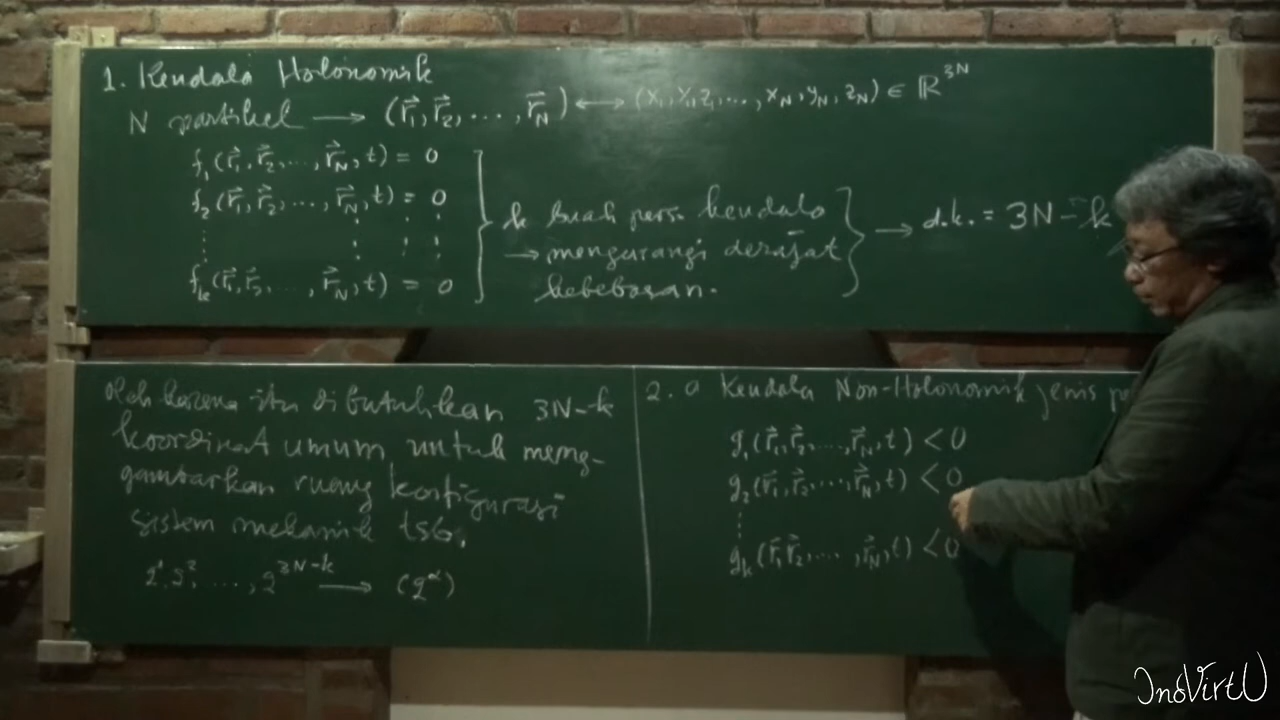 1. Kendala Holonomik
N partikel → (r⃗₁, r⃗₂, ..., r⃗_N) ↔ (x₁, y₁, z₁, ..., x_N, y_N, z_N) ∈ ℝ³ᴺ
f₁(r⃗₁, r⃗₂, ..., r⃗_N, t) = 0
f₂(r⃗₁, r⃗₂, ..., r⃗_N, t) = 0
f_k(r⃗₁, r⃗₂, ..., r⃗_N, t) = 0
k buah pers. kendala
→ mengurangi derajat
kebebasan.
→ d.k. = 3N - k
Oleh karena itu dibutuhkan 3N-k
koordinat umum untuk meng-
gambarkan ruang konfigurasi
sistem mekanik tsb.
q¹, q², ..., q³ᴺ⁻ᵏ → (q^α)
2. a Kendala Non-Holonomik jenis
g₁(r⃗₁, r⃗₂, ..., r⃗_N, t) < 0
g₂(r⃗₁, r⃗₂, ..., r⃗_N, t) < 0
g_k(r⃗₁, r⃗₂, ..., r⃗_N, t) < 0
InoVirtU